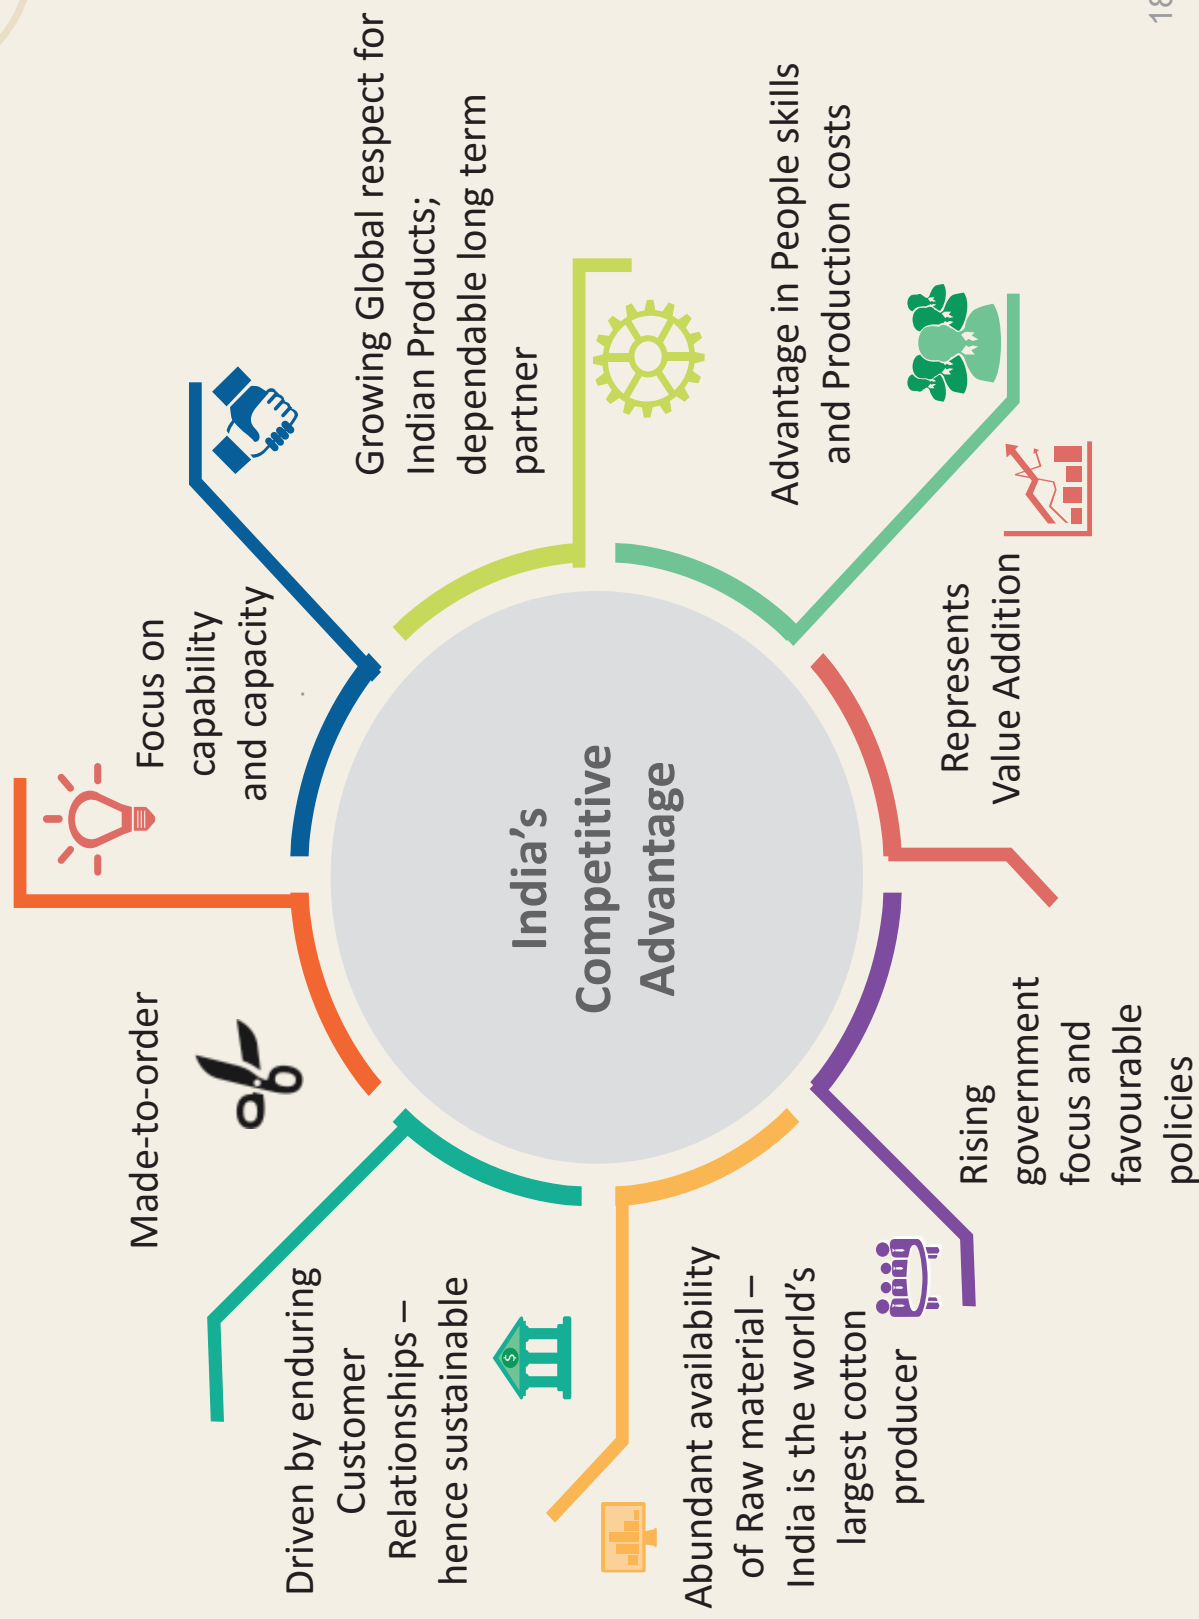 India's
Competitive
Advantage
Made-to-order
Focus on
capability
and capacity
Growing Global respect for
Indian Products;
dependable long term
partner
Advantage in People skills
and Production costs
Represents
Value Addition
Rising
government
focus and
favourable
policies
Abundant availability
of Raw material –
India is the world's
largest cotton
producer
Driven by enduring
Customer
Relationships –
hence sustainable
$
18